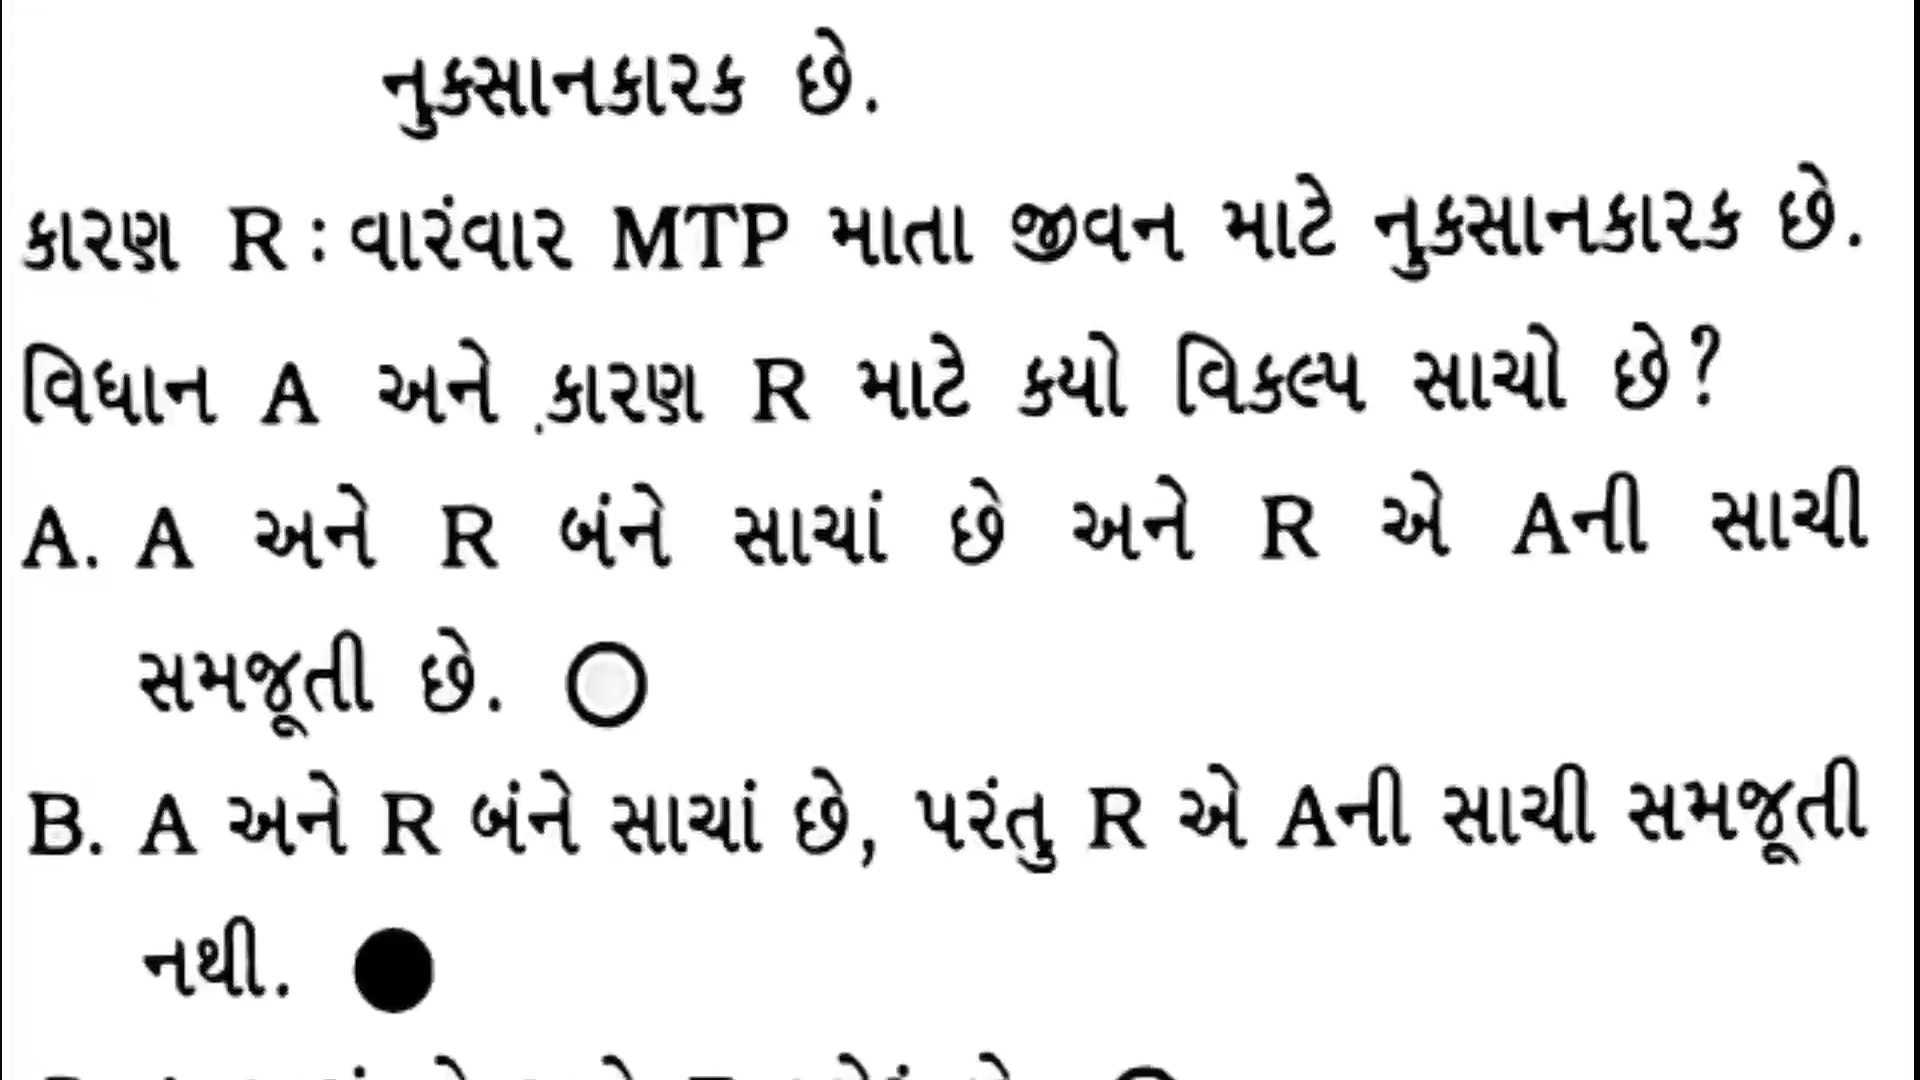 નુકસાનકારક છે.
કારણ R : વારંવાર MTP માતા જીવન માટે નુકસાનકારક છે.
વિધાન A અને કારણ R માટે કયો વિકલ્પ સાચો છે?
A. A અને R બંને સાચાં છે અને R એ Aની સાચી
સમજૂતી છે.
B. A અને R બંને સાચાં છે, પરંતુ R એ Aની સાચી સમજૂતી
નથી.